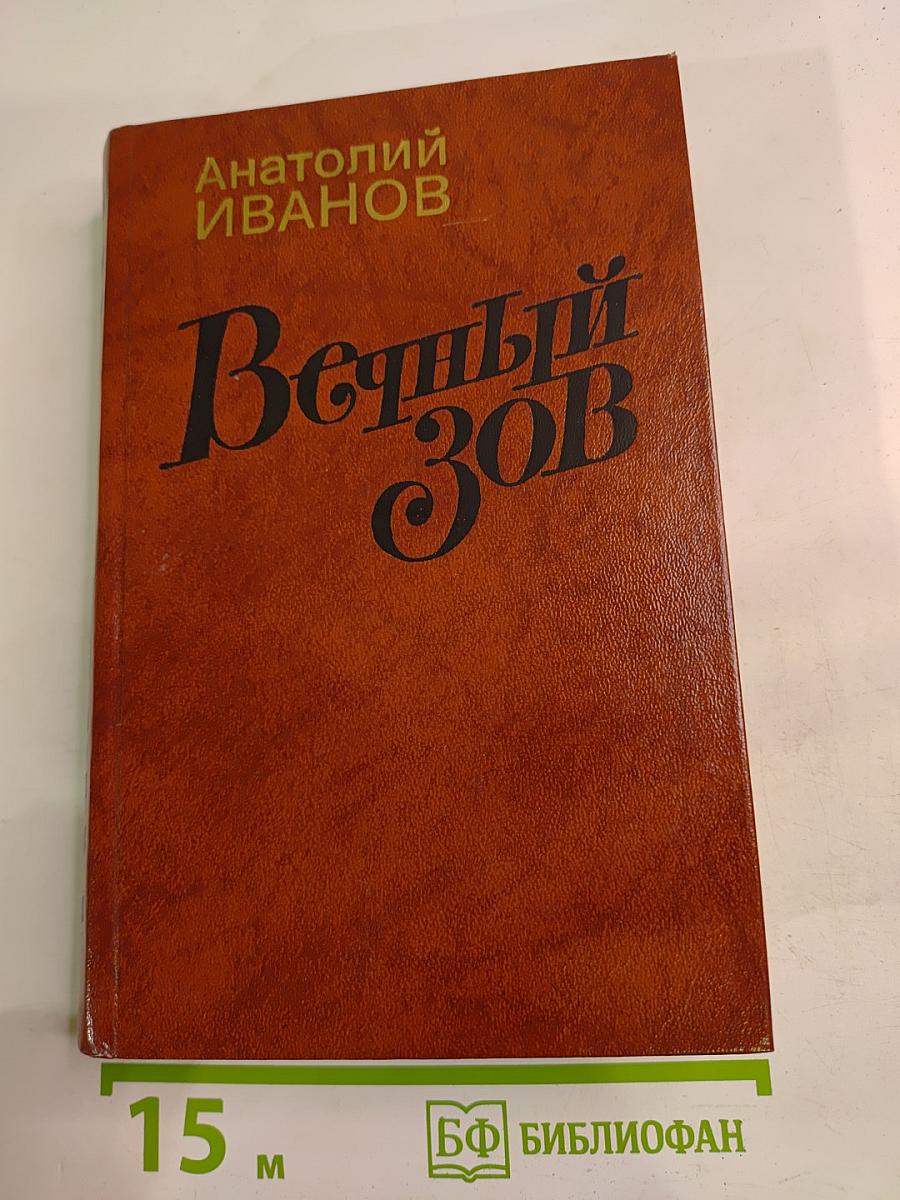 Анатолий
ИВАНОВ
Вечный
Зов
15 м
БФ БИБЛИОФАН